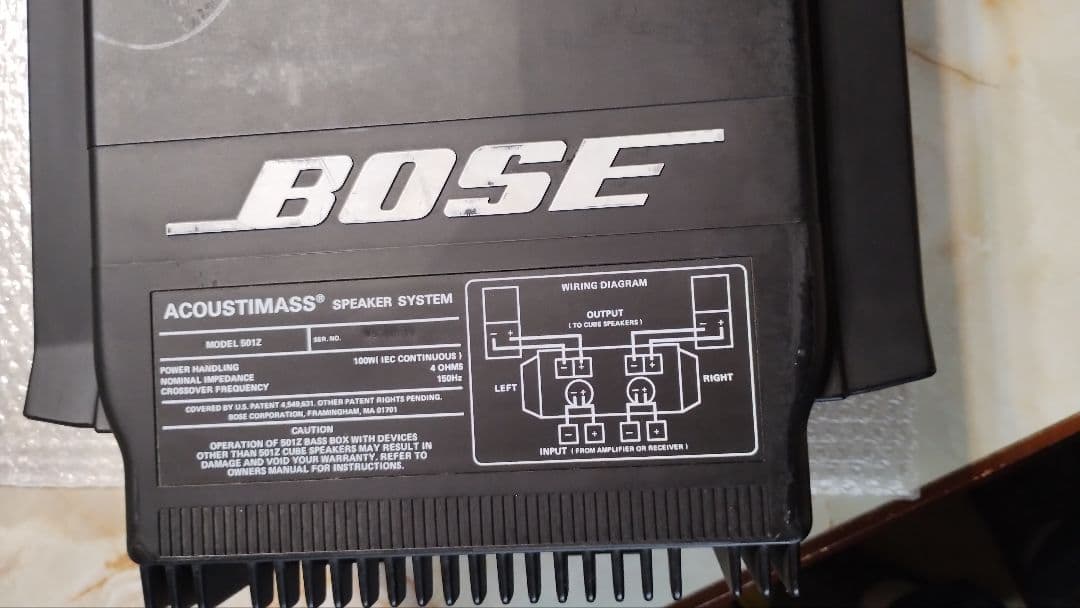 BOSE
ACOUSTIMASS® SPEAKER SYSTEM
MODEL 501Z
SER. NO.
POWER HANDLING 100W( IEC CONTINUOUS )
NOMINAL IMPEDANCE 4 OHMS
CROSSOVER FREQUENCY 150Hz
COVERED BY U.S. PATENT 4,549,631. OTHER PATENT RIGHTS PENDING.
BOSE CORPORATION, FRAMINGHAM, MA 01701
CAUTION
OPERATION OF 501Z BASS BOX WITH DEVICES
OTHER THAN 501Z CUBE SPEAKERS MAY RESULT IN
DAMAGE AND VOID YOUR WARRANTY. REFER TO
OWNERS MANUAL FOR INSTRUCTIONS.
WIRING DIAGRAM
OUTPUT
( TO CUBE SPEAKERS )
- + - +
- + - +
LEFT RIGHT
- + - +
- + - +
INPUT ( FROM AMPLIFIER OR RECEIVER )